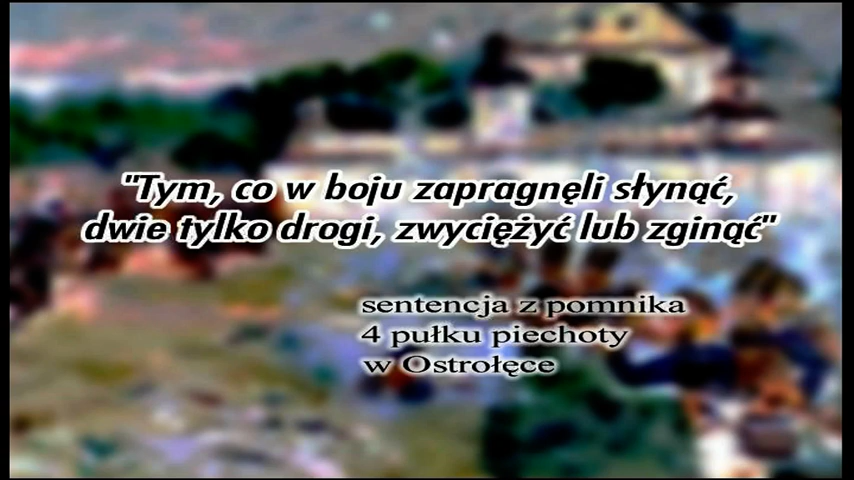 "Tym, co w boju zapragnęli słynąć,
dwie tylko drogi, zwyciężyć lub zginąć"
sentencja z pomnika
4 pułku piechoty
w Ostrołęce